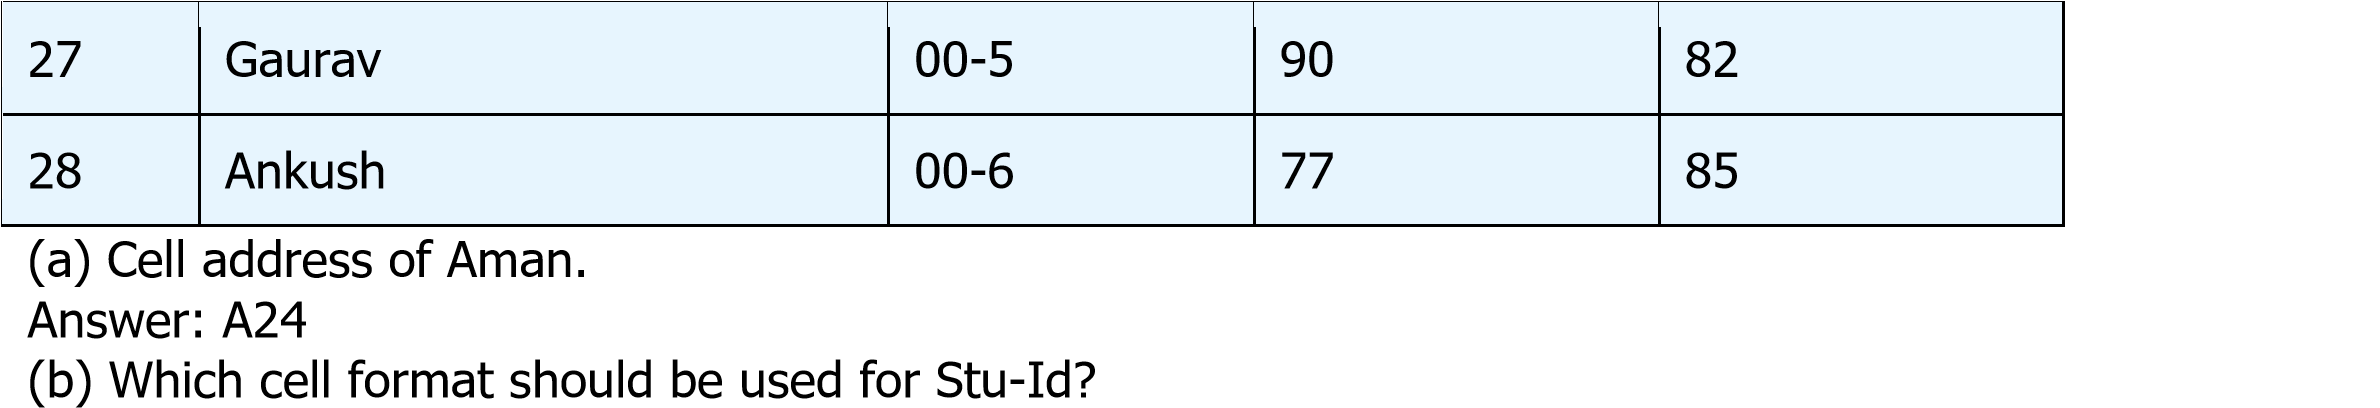 27 Gaurav 00-5 90 82
28 Ankush 00-6 77 85
(a) Cell address of Aman.
Answer: A24
(b) Which cell format should be used for Stu-Id?